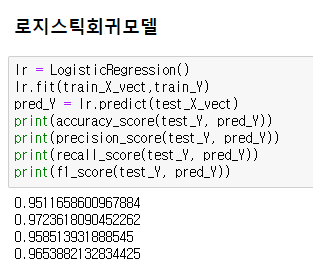 로지스틱회귀모델
lr = LogisticRegression()
lr.fit(train_X_vect,train_Y)
pred_Y = lr.predict(test_X_vect)
print(accuracy_score(test_Y, pred_Y))
print(precision_score(test_Y, pred_Y))
print(recall_score(test_Y, pred_Y))
print(f1_score(test_Y, pred_Y))
0.9511658600967884
0.9723618090452262
0.958513931888545
0.9653882132834425